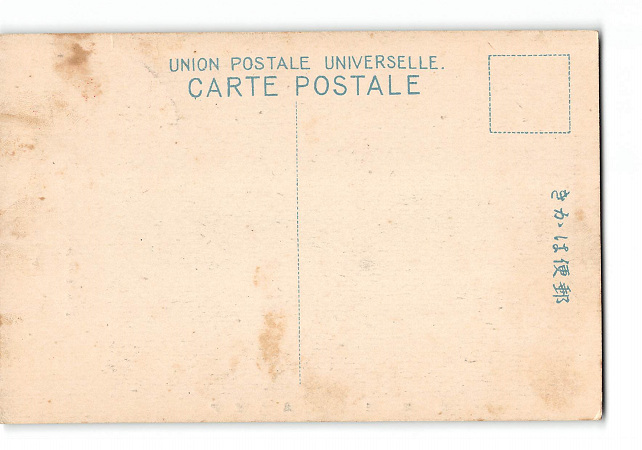 UNION POSTALE UNIVERSELLE.
CARTE POSTALE
きかは便郵